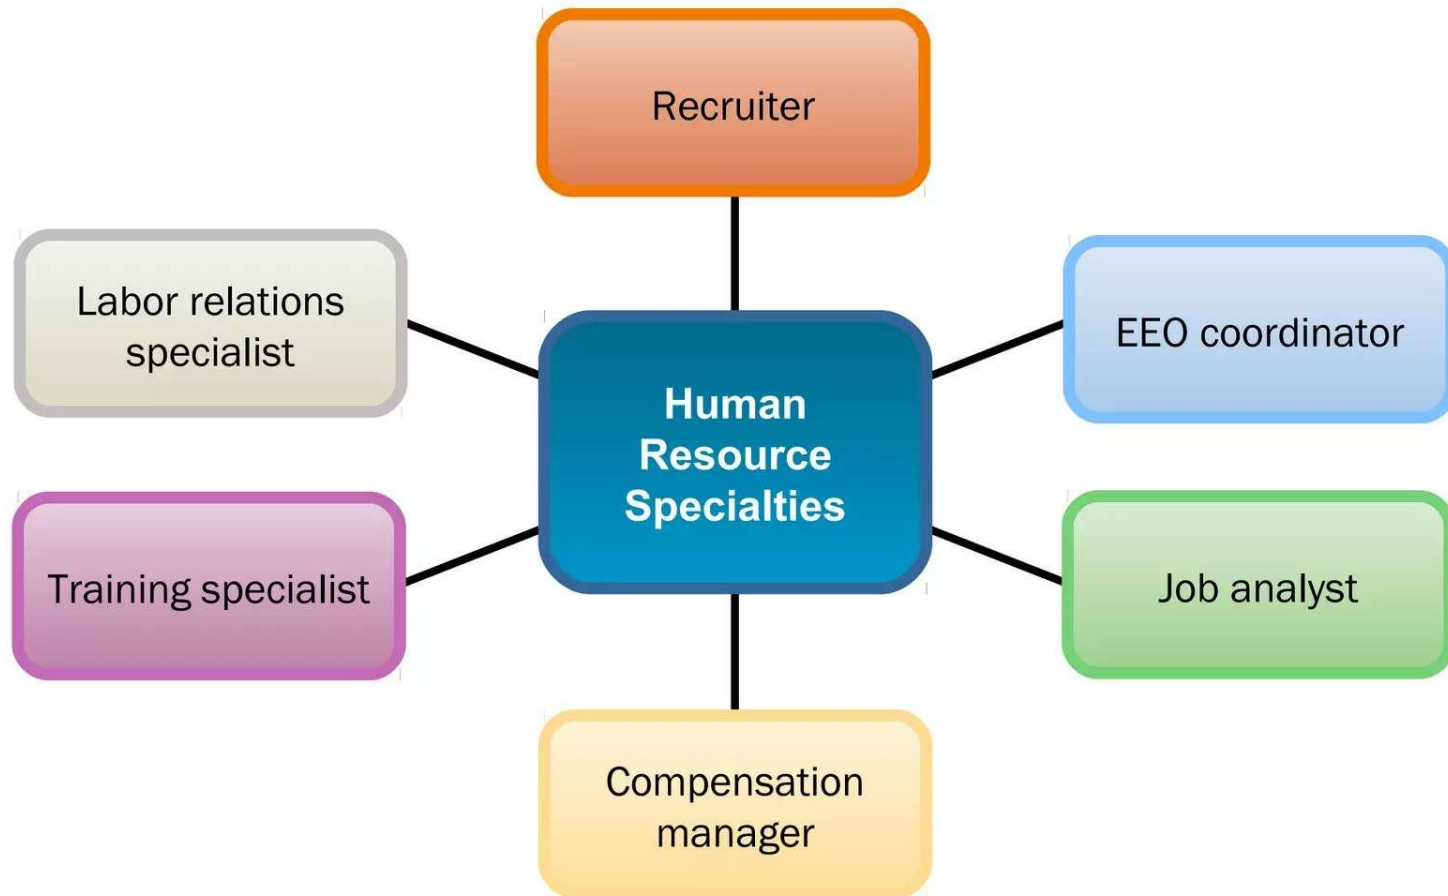 Recruiter
Labor relations
specialist
EEO coordinator
Human
Resource
Specialties
Training specialist
Job analyst
Compensation
manager